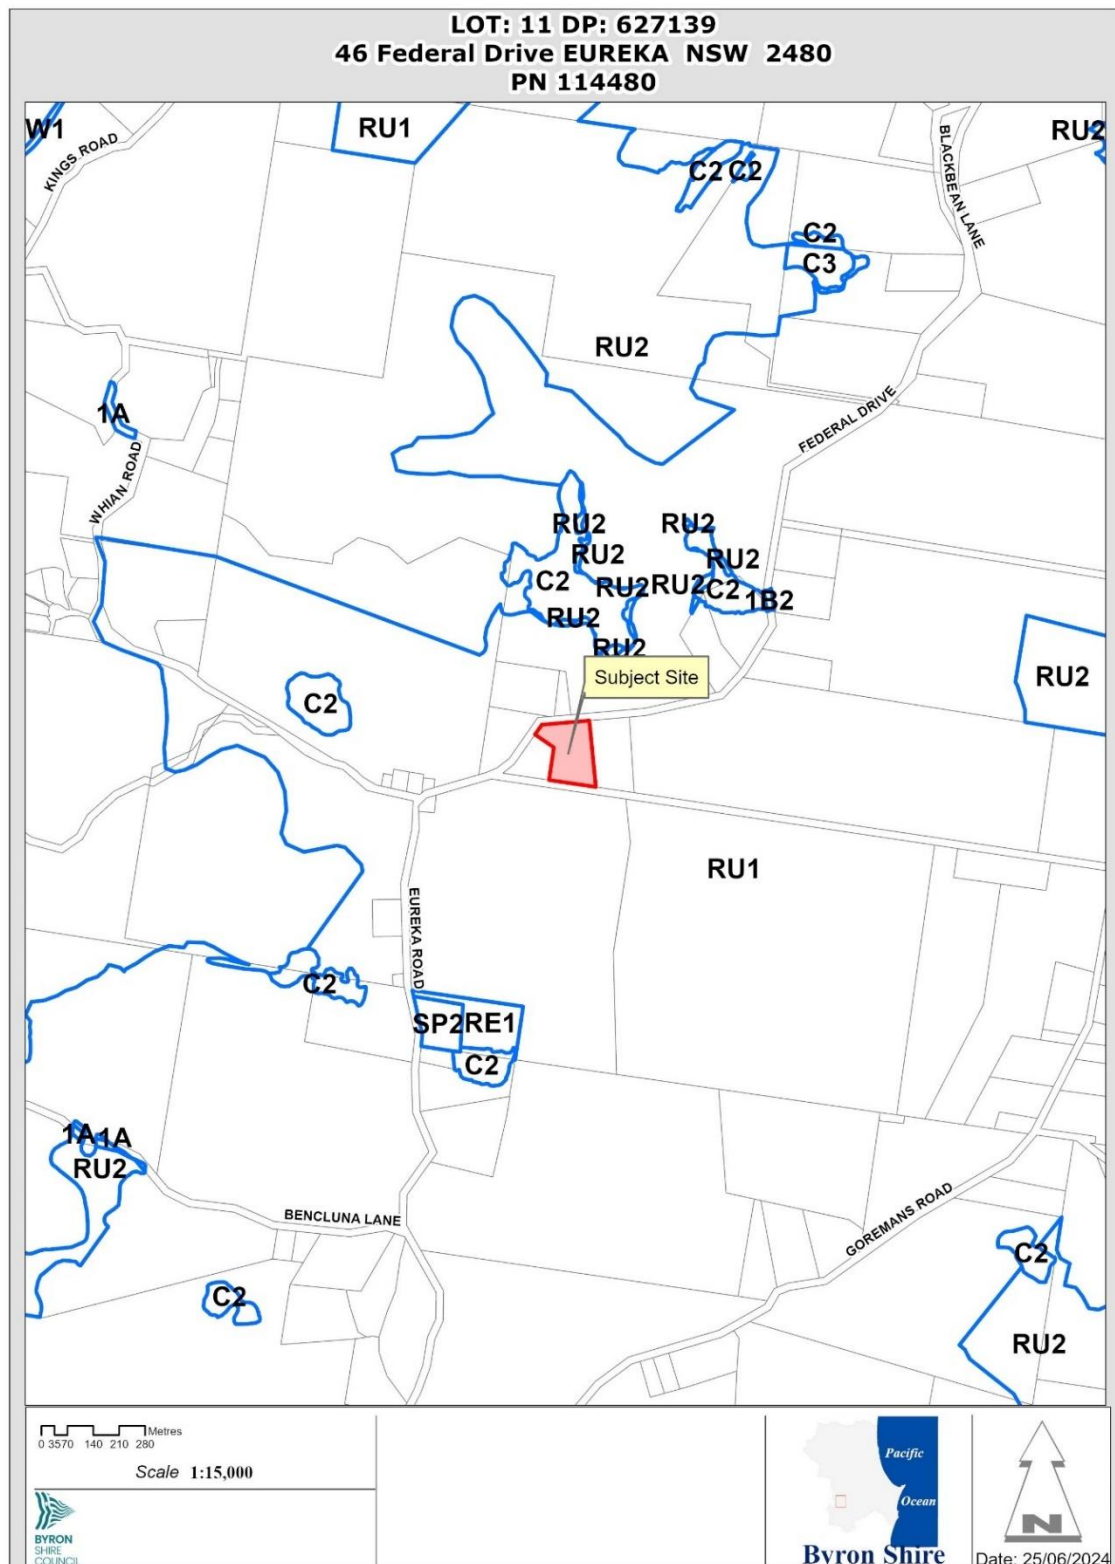 LOT: 11 DP: 627139
46 Federal Drive EUREKA NSW 2480
PN 114480
W1
KINGS ROAD
RU1
C2 C2
BLACKBEAN LANE
RU2
C2
C3
RU2
1A
WHIAN ROAD
FEDERAL DRIVE
RU2
RU2
RU2
RU2
C2
RU2
RU2
C2
1B2
RU2
RU2
Subject Site
RU2
C2
RU1
EUREKA ROAD
C2
SP2 RE1
C2
1A 1A
RU2
BENCLUNA LANE
GOREMANS ROAD
C2
C2
RU2
Metres
0 3570 140 210 280
Scale 1:15,000
BYRON
SHIRE
COUNCIL
Pacific
Ocean
Byron Shire
N
Date: 25/06/2024